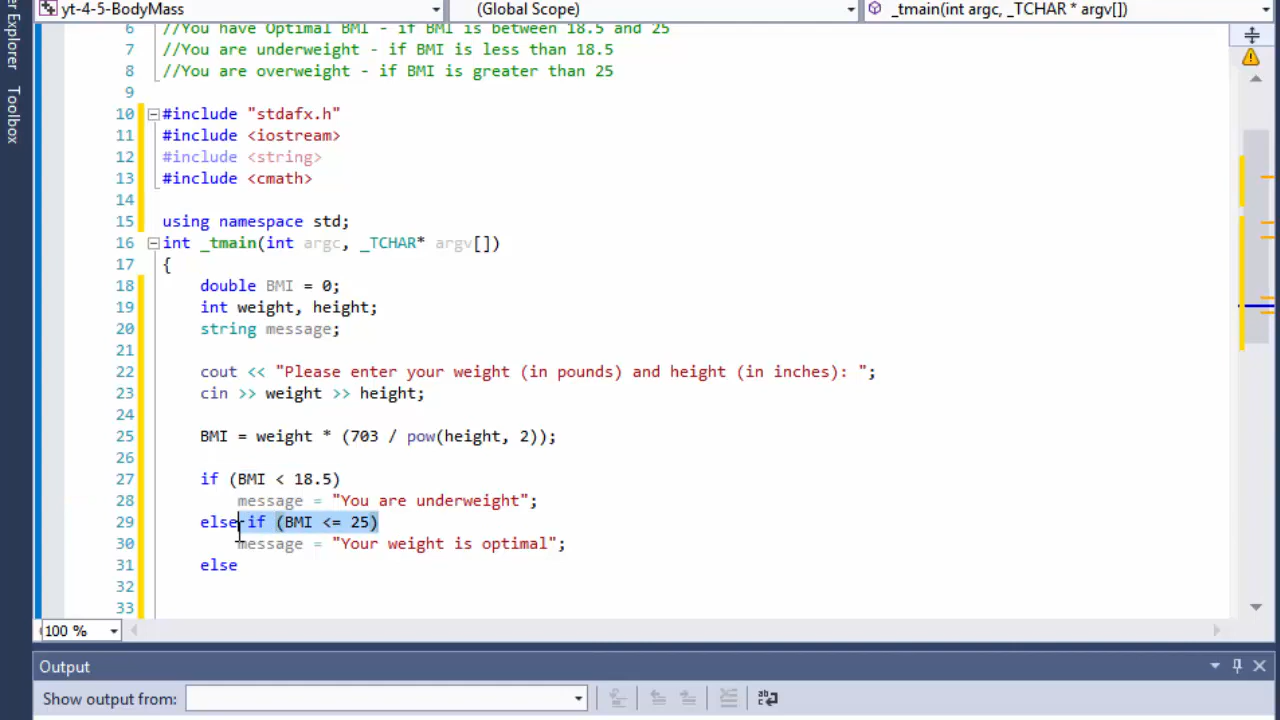 er Explorer
Toolbox
yt-4-5-BodyMass
(Global Scope)
_tmain(int argc, _TCHAR * argv[])
6 //You have Optimal BMI - if BMI is between 18.5 and 25
7 //You are underweight - if BMI is less than 18.5
8 //You are overweight - if BMI is greater than 25
9
10 #include "stdafx.h"
11 #include <iostream>
12 #include <string>
13 #include <cmath>
14
15 using namespace std;
16 int _tmain(int argc, _TCHAR* argv[])
17 {
18 double BMI = 0;
19 int weight, height;
20 string message;
21
22 cout << "Please enter your weight (in pounds) and height (in inches): ";
23 cin >> weight >> height;
24
25 BMI = weight * (703 / pow(height, 2));
26
27 if (BMI < 18.5)
28 message = "You are underweight";
29 else if (BMI <= 25)
30 message = "Your weight is optimal";
31 else
32
33
100 %
Output
Show output from: